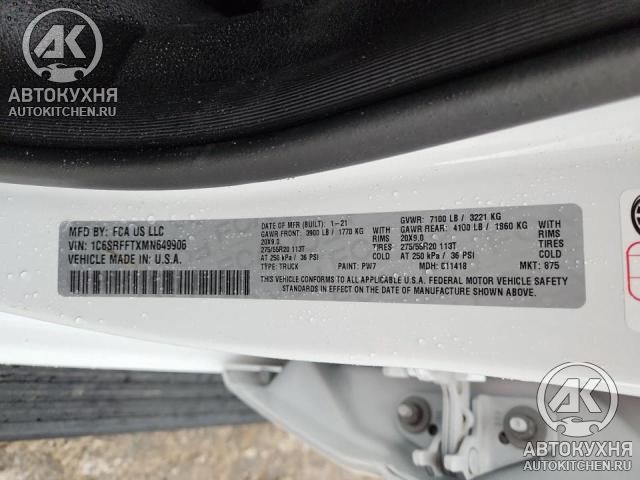 AK
АВТОКУХНЯ
AUTOKITCHEN.RU
MFD BY: FCA US LLC
VIN: 1C6SRFFTXMN649906
VEHICLE MADE IN: U.S.A.
DATE OF MFR (BUILT): 1-21
GAWR FRONT: 3900 LB / 1770 KG WITH
20X9.0 RIMS
275/55R20 113T TIRES
AT 250 kPa / 36 PSI COLD
GVWR: 7100 LB / 3221 KG
GAWR REAR: 4100 LB / 1860 KG WITH
20X9.0 RIMS
275/55R20 113T TIRES
AT 250 kPa / 36 PSI COLD
TYPE: TRUCK PAINT: PW7 MDH: 011418 MKT: 875
THIS VEHICLE CONFORMS TO ALL APPLICABLE U.S.A. FEDERAL MOTOR VEHICLE SAFETY
STANDARDS IN EFFECT ON THE DATE OF MANUFACTURE SHOWN ABOVE.
AK
АВТОКУХНЯ
AUTOKITCHEN.RU